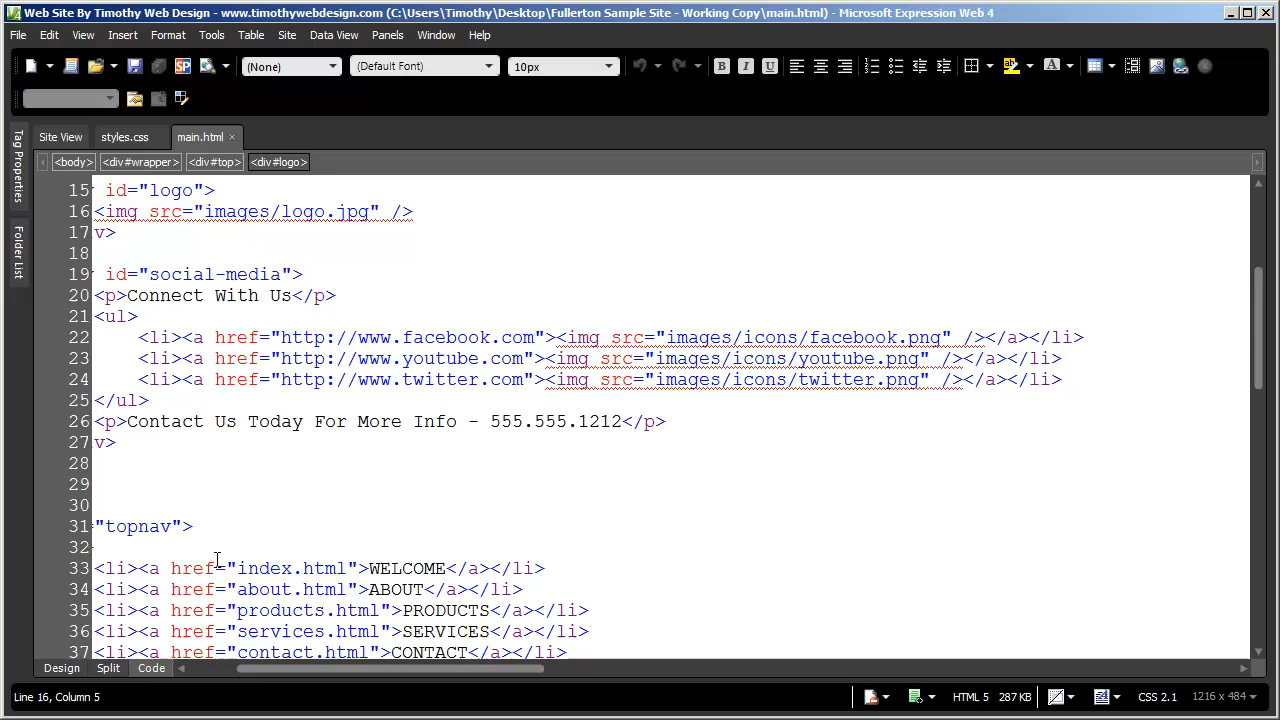 Web Site By Timothy Web Design - www.timothywebdesign.com (C:\Users\Timothy\Desktop\Fullerton Sample Site - Working Copy\main.html) - Microsoft Expression Web 4
File Edit View Insert Format Tools Table Site Data View Panels Window Help
(None) (Default Font) 10px B I U
Tag Properties
Folder List
Site View styles.css main.html ×
<body> <div#wrapper> <div#top> <div#logo>
15 id="logo">
16 <img src="images/logo.jpg" />
17 v>
18
19 id="social-media">
20 <p>Connect With Us</p>
21 <ul>
22 <li><a href="http://www.facebook.com"><img src="images/icons/facebook.png" /></a></li>
23 <li><a href="http://www.youtube.com"><img src="images/icons/youtube.png" /></a></li>
24 <li><a href="http://www.twitter.com"><img src="images/icons/twitter.png" /></a></li>
25 </ul>
26 <p>Contact Us Today For More Info - 555.555.1212</p>
27 v>
28
29
30
31 "topnav">
32
33 <li><a href="index.html">WELCOME</a></li>
34 <li><a href="about.html">ABOUT</a></li>
35 <li><a href="products.html">PRODUCTS</a></li>
36 <li><a href="services.html">SERVICES</a></li>
37 <li><a href="contact.html">CONTACT</a></li>
Design Split Code
Line 16, Column 5 HTML 5 287 KB CSS 2.1 1216 x 484